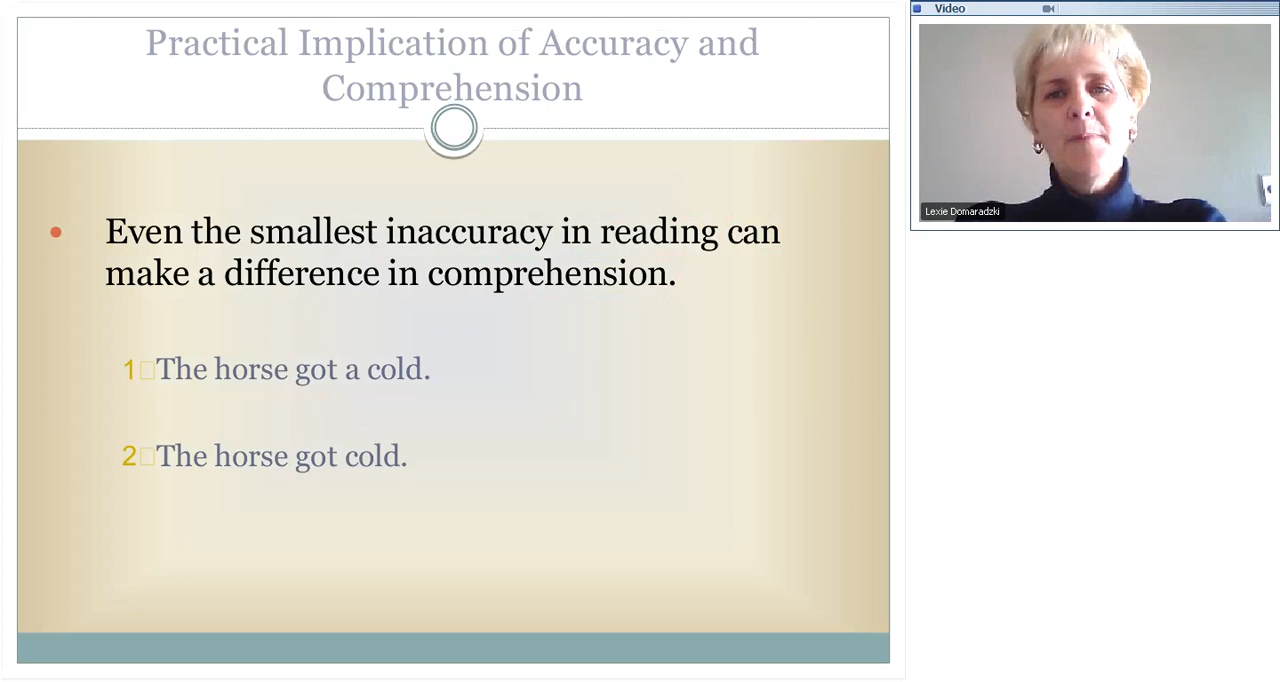 Practical Implication of Accuracy and
Comprehension
Even the smallest inaccuracy in reading can
make a difference in comprehension.
1 The horse got a cold.
2 The horse got cold.
Video
Lexie Domaradzki